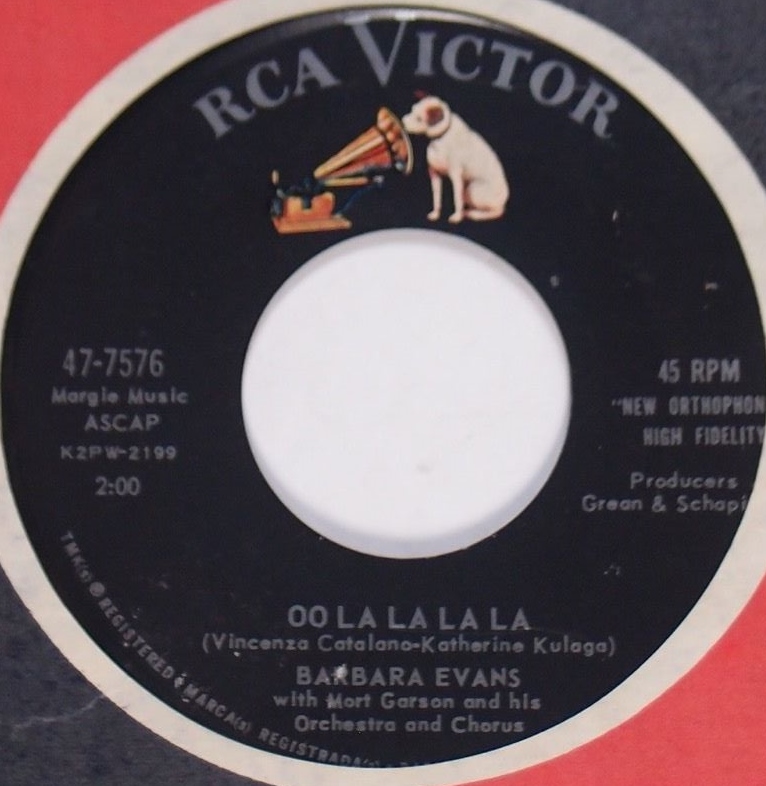 RCA VICTOR
47-7576
Margie Music
ASCAP
K2PW-2199
2:00
45 RPM
"NEW ORTHOPHON
HIGH FIDELITY
Producers
Grean & Schapi
OO LA LA LA LA
(Vincenza Catalano-Katherine Kulaga)
BARBARA EVANS
with Mort Garson and his
Orchestra and Chorus
TMK(s) ® REGISTERED • MARCA(s) REGISTRADA(s)